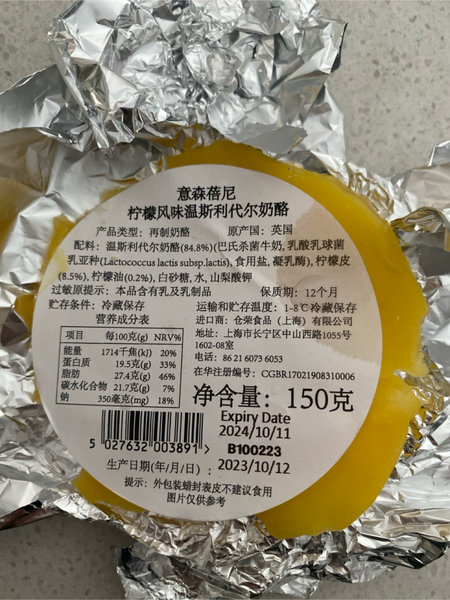 意森蓓尼
柠檬风味温斯利代尔奶酪
产品类型: 再制奶酪 原产国: 英国
配料: 温斯利代尔奶酪(84.8%)(巴氏杀菌牛奶, 乳酸乳球菌
乳亚种(Lactococcus lactis subsp.lactis), 食用盐, 凝乳酶), 柠檬皮
(8.5%), 柠檬油(0.2%), 白砂糖, 水, 山梨酸钾
过敏原提示: 本品含有乳及乳制品 保质期: 12个月
贮存条件: 冷藏保存 运输和贮存温度: 1-8℃冷藏保存
营养成分表
项目 每100克(g) NRV%
能量 1714千焦(kJ) 20%
蛋白质 19.5克(g) 33%
脂肪 27.4克(g) 46%
碳水化合物 21.7克(g) 7%
钠 350毫克(mg) 18%
进口商: 仓荣食品 (上海) 有限公司
地址: 上海市长宁区中山西路1055号
1602-08室
电话: 86 21 6073 6053
在华注册编号: CGBR17021908310006
净含量: 150克
Expiry Date
2024/10/11
B100223
5 027632 003891
生产日期(年/月/日): 2023/10/12
提示: 外包装蜡封表皮不建议食用
图片仅供参考